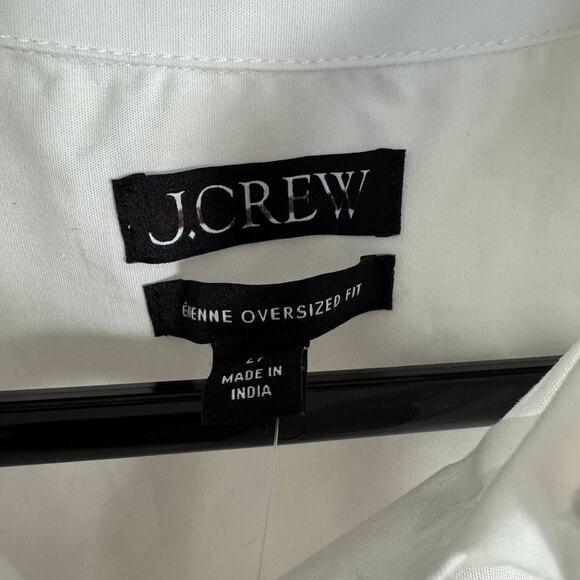 J.CREW
OVERSIZED FIT
MADE IN
INDIA